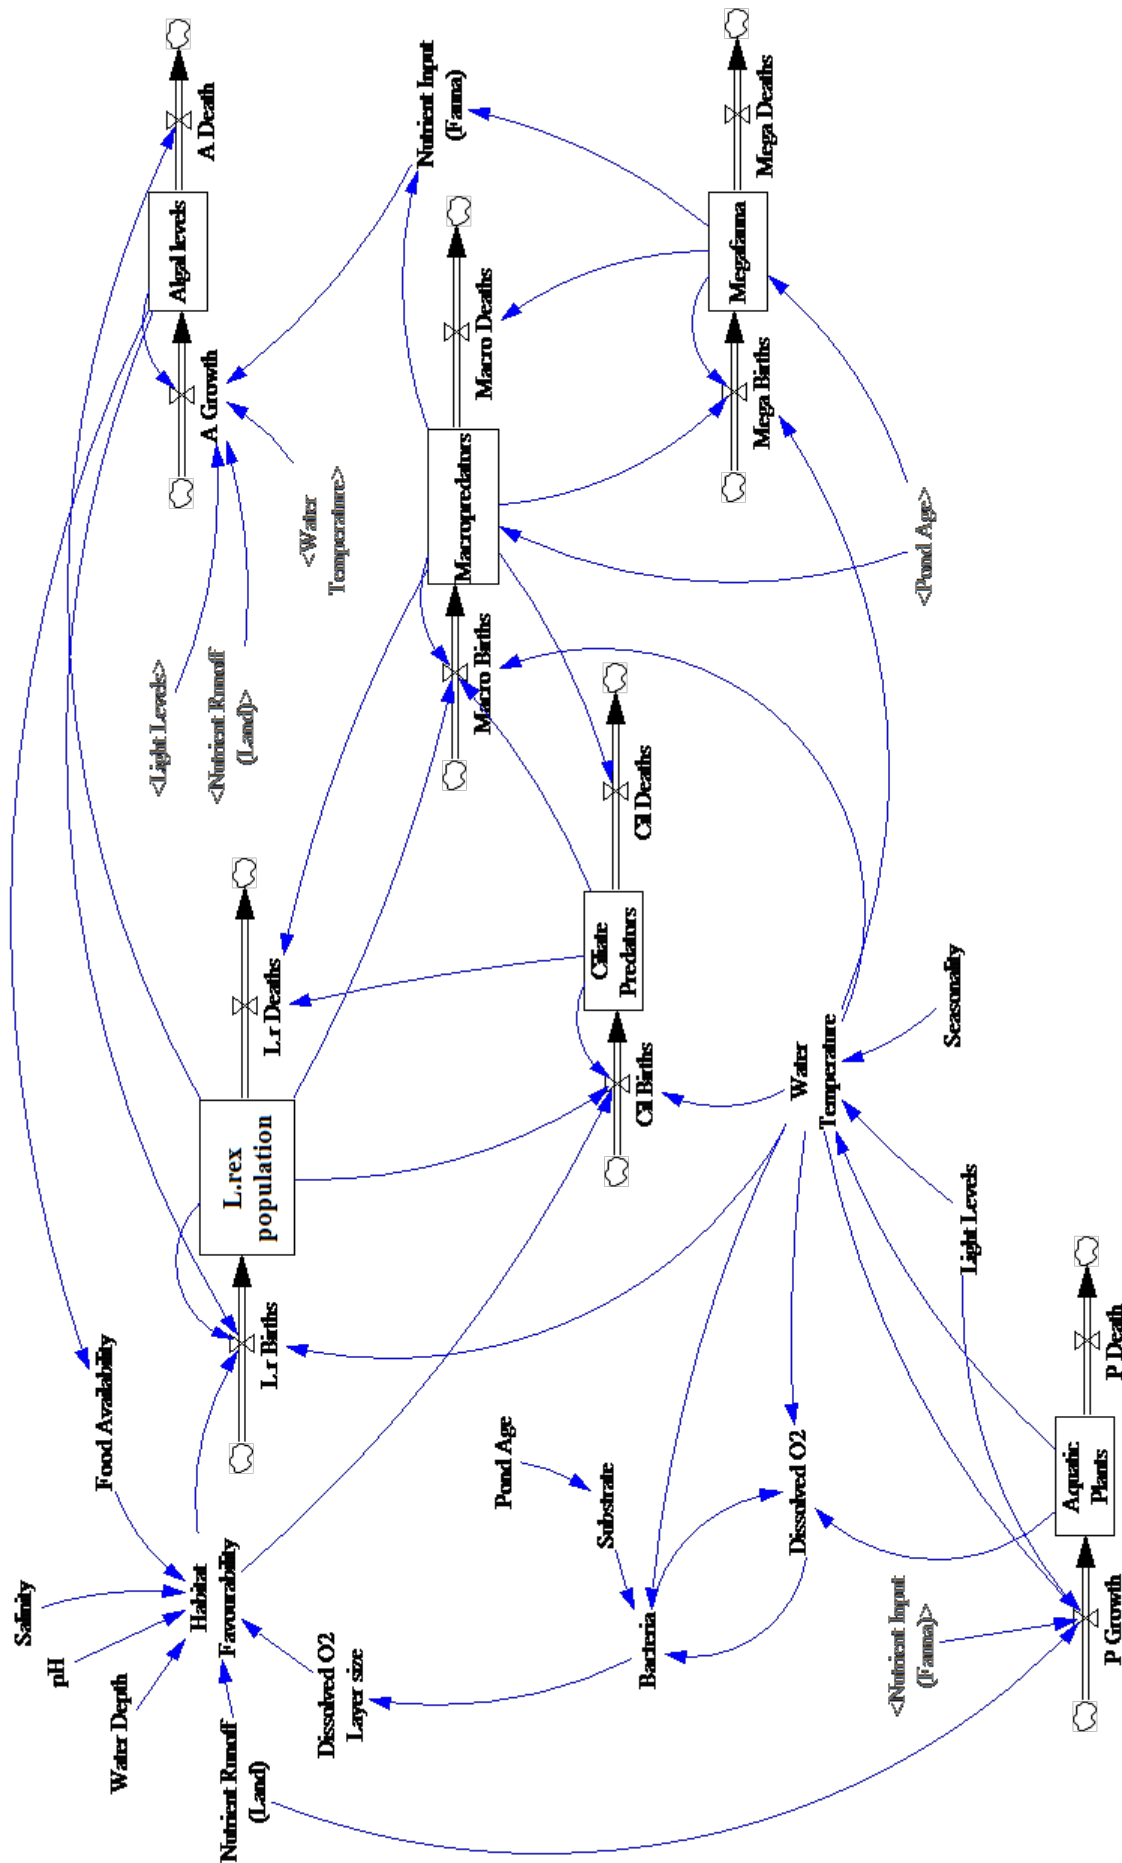 Salinity
pH
Water Depth
Nutrient Runoff
(Land)
Habitat
Favourability
Food Availability
Dissolved O2
Layer size
L.r Births
L.rex
population
L.r Deaths
<Light Levels>
<Nutrient Runoff
(Land)>
<Water
Temperature>
A Growth
Algal levels
A Death
Nutrient Input
(Fauna)
Macro Births
Macropredators
Macro Deaths
Pond Age
Substrate
Bacteria
Dissolved O2
Cil Births
Ciliate
Predators
Cil Deaths
Mega Births
Megafauna
Mega Deaths
<Pond Age>
Water
Temperature
Seasonality
Light Levels
<Nutrient Input
(Fauna)>
P Growth
Aquatic
Plants
P Death